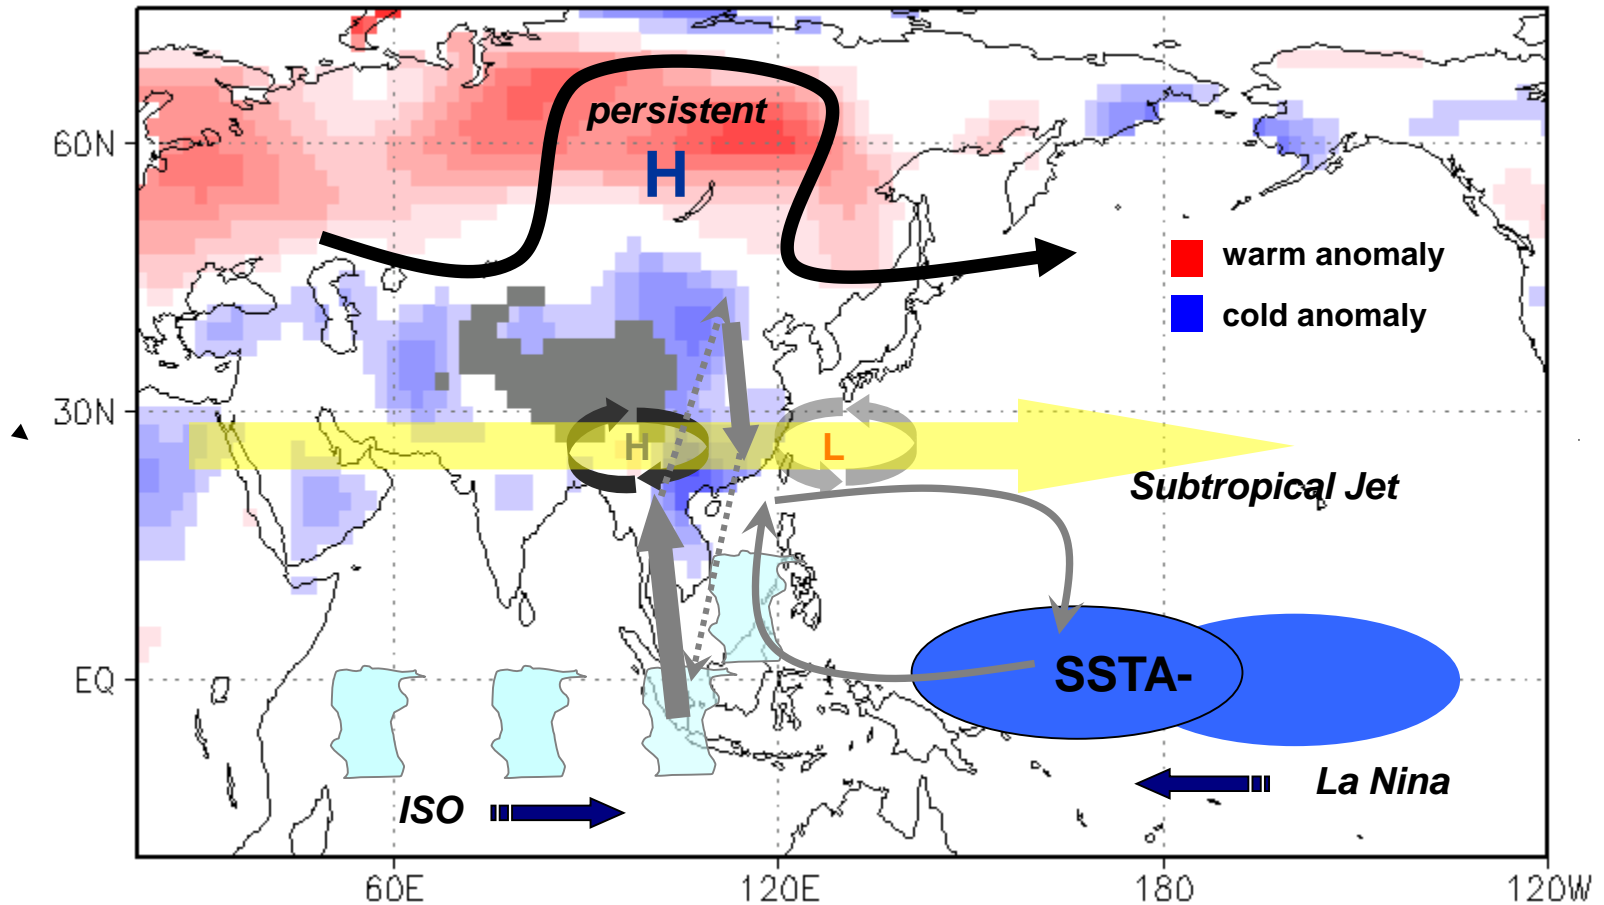 persistent
H
60N
warm anomaly
cold anomaly
30N
H
L
Subtropical Jet
EQ
SSTA-
La Nina
ISO
60E
120E
180
120W